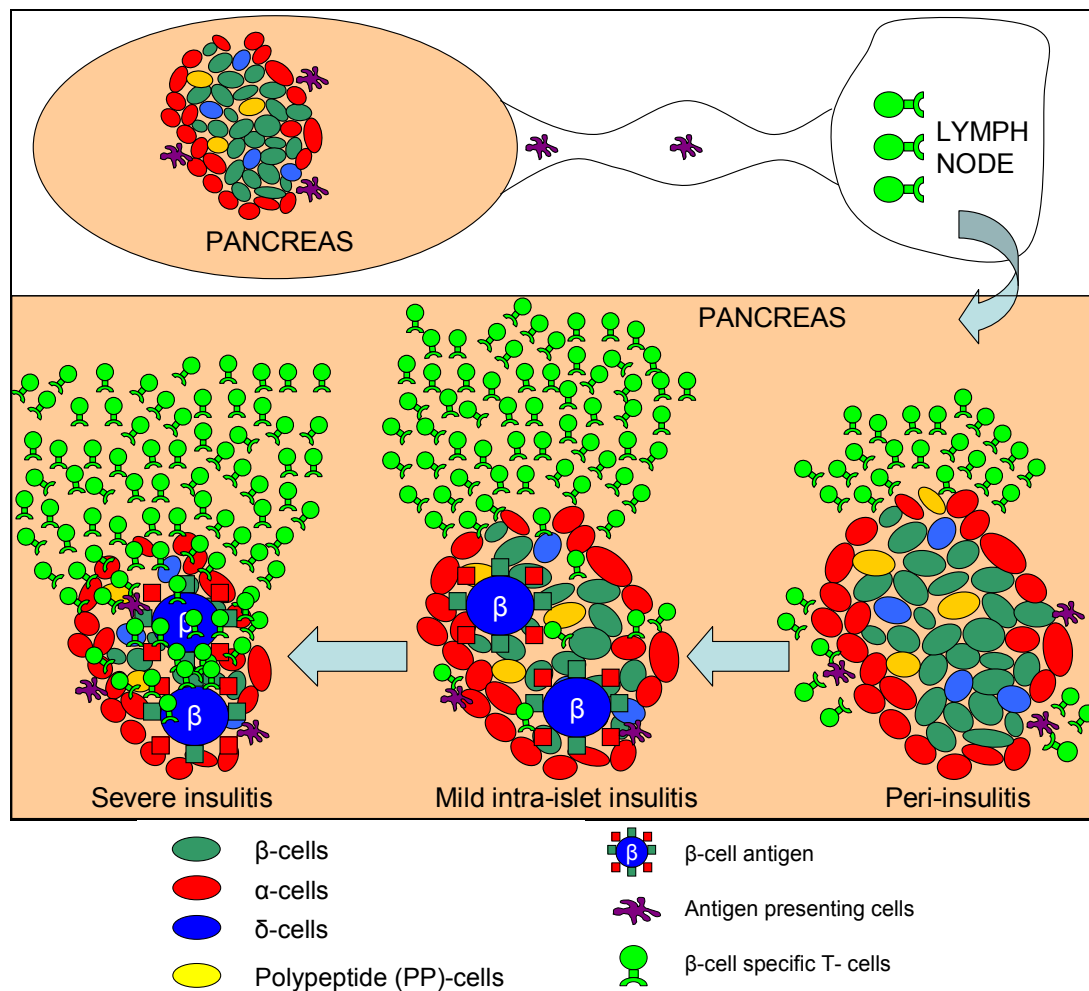 PANCREAS
LYMPH
NODE
PANCREAS
β
β
β
β
Severe insulitis
Mild intra-islet insulitis
Peri-insulitis
β-cells
α-cells
δ-cells
Polypeptide (PP)-cells
β
β-cell antigen
Antigen presenting cells
β-cell specific T- cells